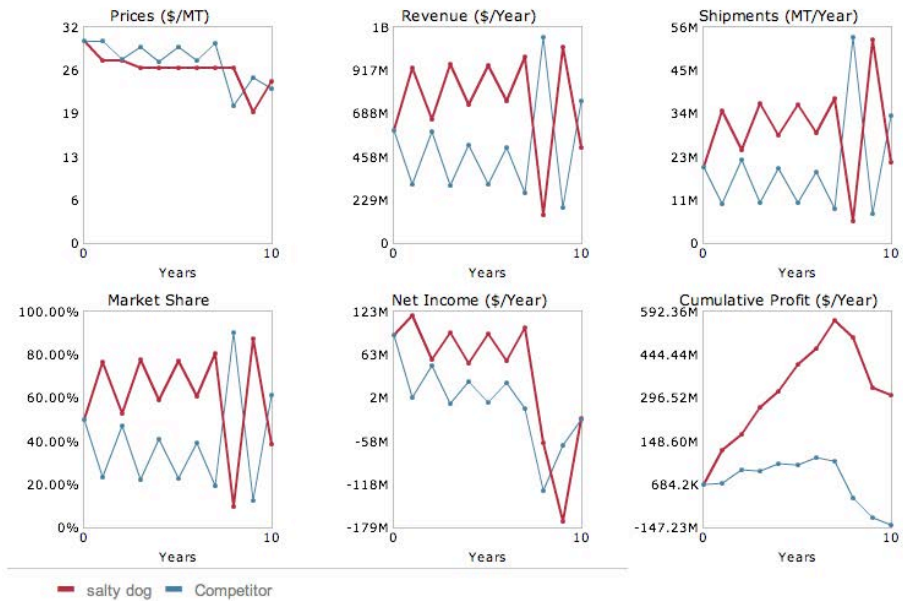 Prices ($/MT)
32
26
19
13
6
0
0
10
Years
Revenue ($/Year)
1B
917M
688M
458M
229M
0
0
10
Years
Shipments (MT/Year)
56M
45M
34M
23M
11M
0
0
10
Years
Market Share
100.00%
80.00%
60.00%
40.00%
20.00%
0%
0
10
Years
Net Income ($/Year)
123M
63M
2M
-58M
-118M
-179M
0
10
Years
Cumulative Profit ($/Year)
592.36M
444.44M
296.52M
148.60M
684.2K
-147.23M
0
10
Years
salty dog
Competitor